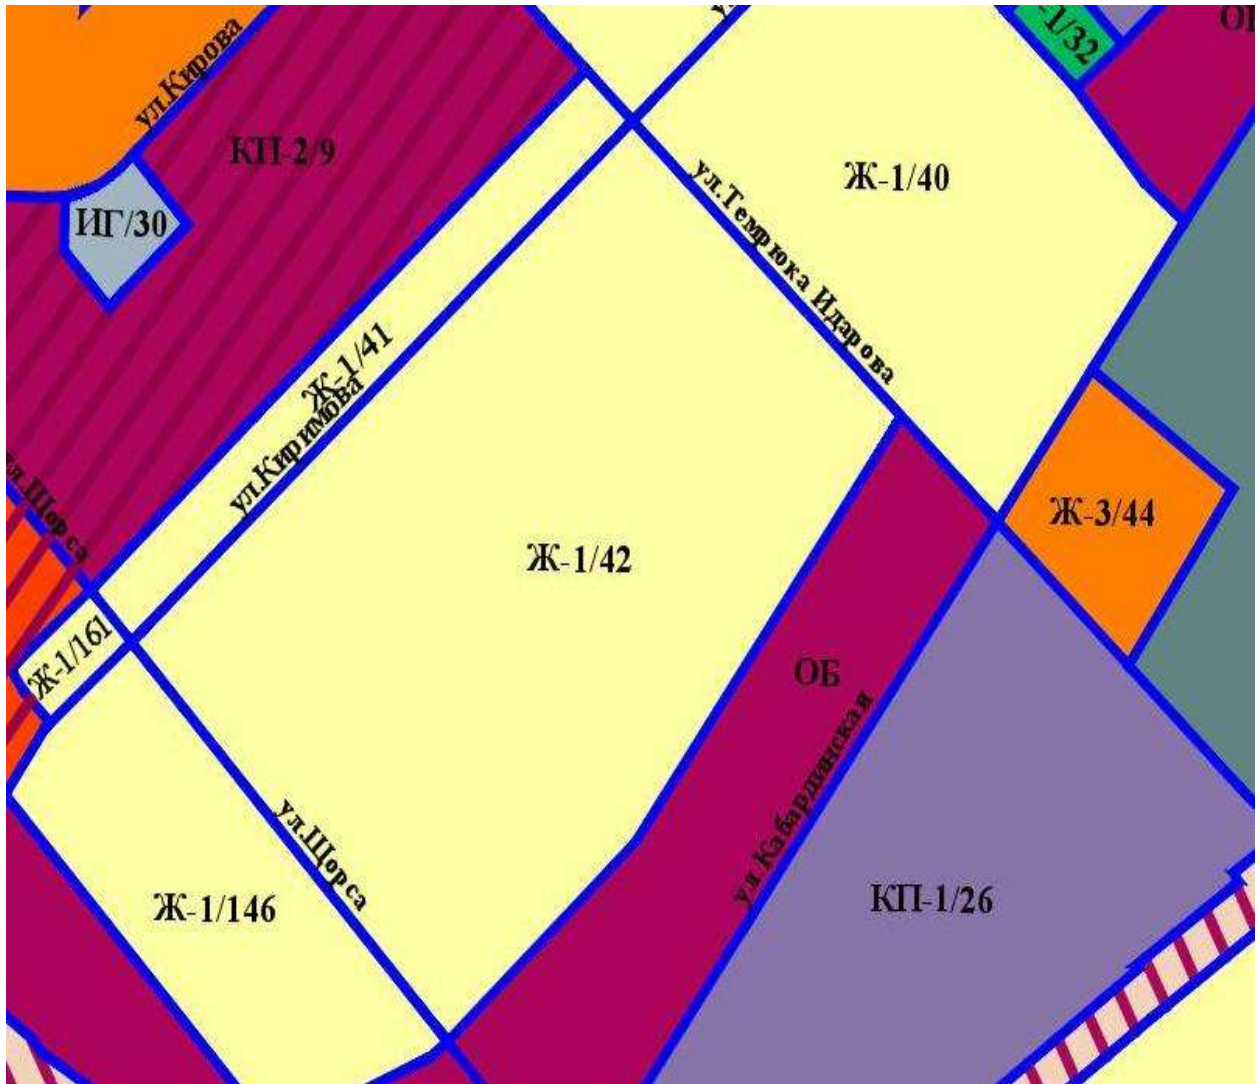 ул.Кирова
КП-2/9
ИГ/30
-1/32
Ж-1/40
ул.Темрюка Идарова
Ж-1/41
ул.Киримова
Щорса
Ж-3/44
Ж-1/42
Ж-1/161
ОБ
ул.Кабардинская
ул.Щорса
Ж-1/146
КП-1/26